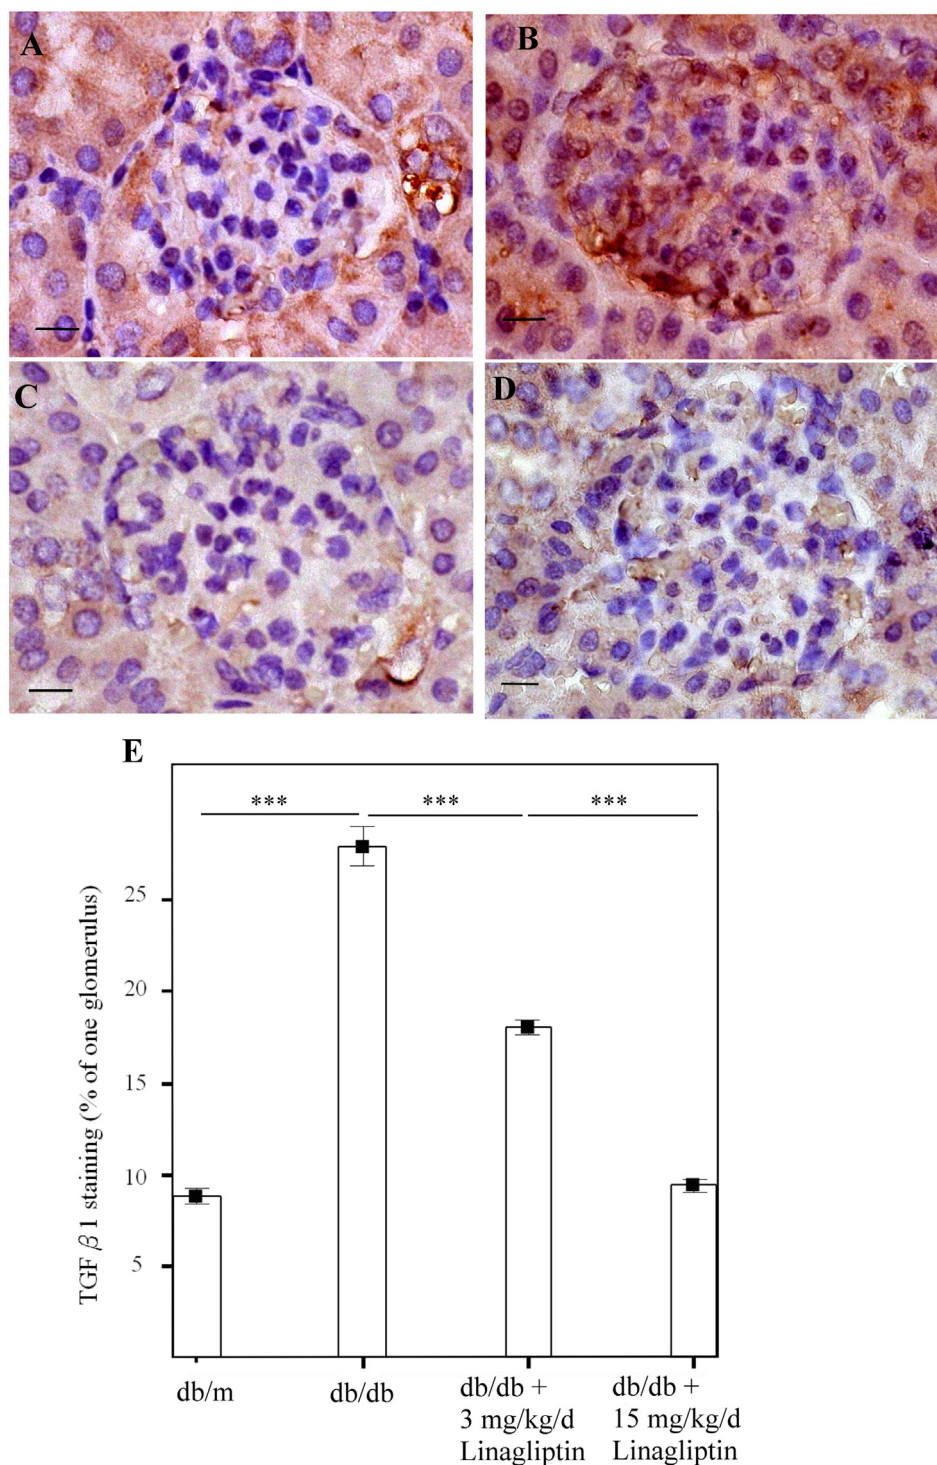 A
B
C
D
E
***
***
***
TGF β1 staining (% of one glomerulus)
25
20
15
10
5
db/m
db/db
db/db +
3 mg/kg/d
Linagliptin
db/db +
15 mg/kg/d
Linagliptin